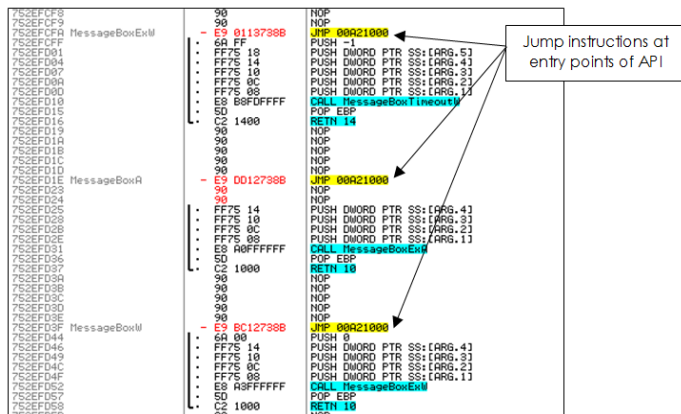 752EFCF8 90 NOP
752EFCF9 90 NOP
752EFCFA MessageBoxExW - E9 0113738B JMP 00A21000
752EFCFF 6A FF PUSH -1
752EFD01 FF75 18 PUSH DWORD PTR SS:[ARG.5]
752EFD04 FF75 14 PUSH DWORD PTR SS:[ARG.4]
752EFD07 FF75 10 PUSH DWORD PTR SS:[ARG.3]
752EFD0A FF75 0C PUSH DWORD PTR SS:[ARG.2]
752EFD0D FF75 08 PUSH DWORD PTR SS:[ARG.1]
752EFD10 E8 B8FDFFFF CALL MessageBoxTimeoutW
752EFD15 5D POP EBP
752EFD16 C2 1400 RETN 14
752EFD19 90 NOP
752EFD1A 90 NOP
752EFD1B 90 NOP
752EFD1C 90 NOP
752EFD1D 90 NOP
752EFD1E MessageBoxA - E9 DD12738B JMP 00A21000
752EFD23 90 NOP
752EFD24 90 NOP
752EFD25 FF75 14 PUSH DWORD PTR SS:[ARG.4]
752EFD28 FF75 10 PUSH DWORD PTR SS:[ARG.3]
752EFD2B FF75 0C PUSH DWORD PTR SS:[ARG.2]
752EFD2E FF75 08 PUSH DWORD PTR SS:[ARG.1]
752EFD31 E8 A0FFFFFF CALL MessageBoxExA
752EFD36 5D POP EBP
752EFD37 C2 1000 RETN 10
752EFD3A 90 NOP
752EFD3B 90 NOP
752EFD3C 90 NOP
752EFD3D 90 NOP
752EFD3E 90 NOP
752EFD3F MessageBoxW - E9 BC12738B JMP 00A21000
752EFD44 6A 00 PUSH 0
752EFD46 FF75 14 PUSH DWORD PTR SS:[ARG.4]
752EFD49 FF75 10 PUSH DWORD PTR SS:[ARG.3]
752EFD4C FF75 0C PUSH DWORD PTR SS:[ARG.2]
752EFD4F FF75 08 PUSH DWORD PTR SS:[ARG.1]
752EFD52 E8 A3FFFFFF CALL MessageBoxExW
752EFD57 5D POP EBP
752EFD58 C2 1000 RETN 10
Jump instructions at
entry points of API